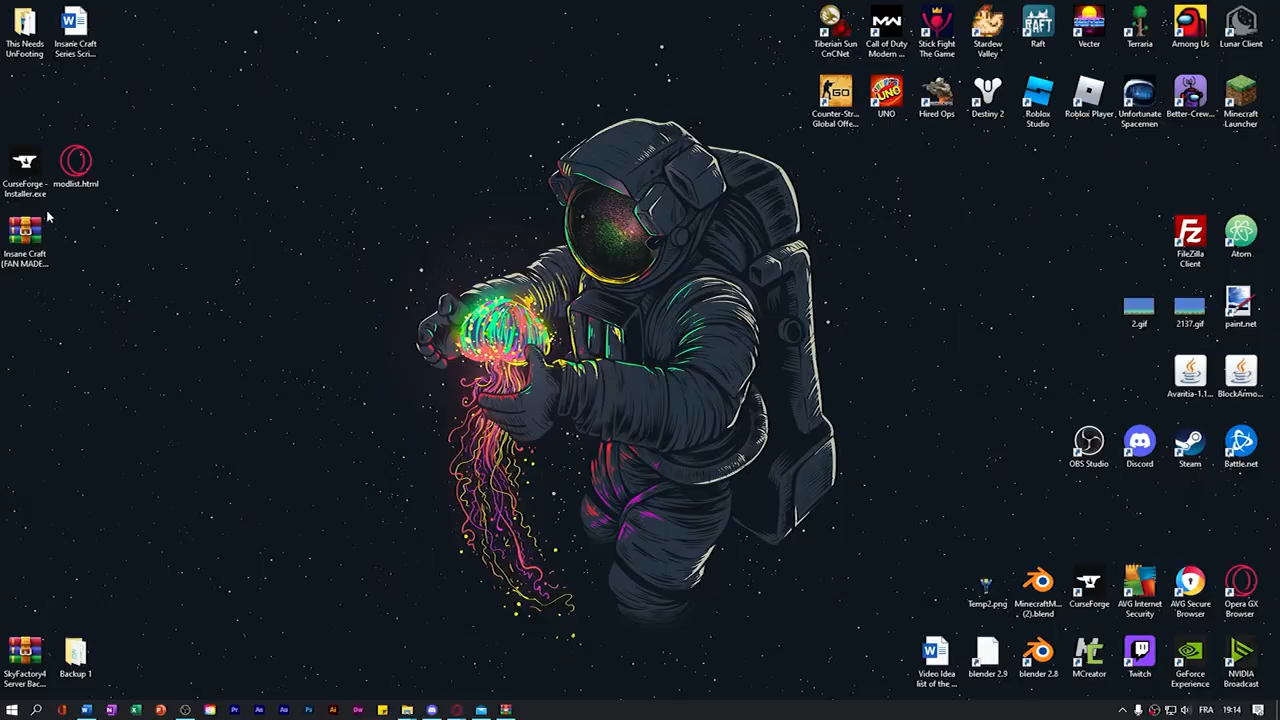 This Needs
UnFooting
Insane Craft
Series Scri...
Tiberian Sun
CnCNet
Call of Duty
Modern ...
Stick Fight
The Game
Stardew
Valley
Raft
Vecter
Terraria
Among Us
Lunar Client
Counter-Str...
Global Offe...
UNO
Hired Ops
Destiny 2
Roblox
Studio
Roblox Player
Unfortunate
Spacemen
Better-Crew...
Minecraft
Launcher
CurseForge -
Installer.exe
modlist.html
Insane Craft
(FAN MADE...
FileZilla
Client
Atom
2.gif
2137.gif
paint.net
Avaritia-1.1...
BlockArmo...
OBS Studio
Discord
Steam
Battle.net
Temp2.png
MinecraftM...
(2).blend
CurseForge
AVG Internet
Security
AVG Secure
Browser
Opera GX
Browser
SkyFactory4
Server Bac...
Backup 1
Video Idea
list of the ...
blender 2.9
blender 2.8
MCreator
Twitch
GeForce
Experience
NVIDIA
Broadcast
FRA
19:14